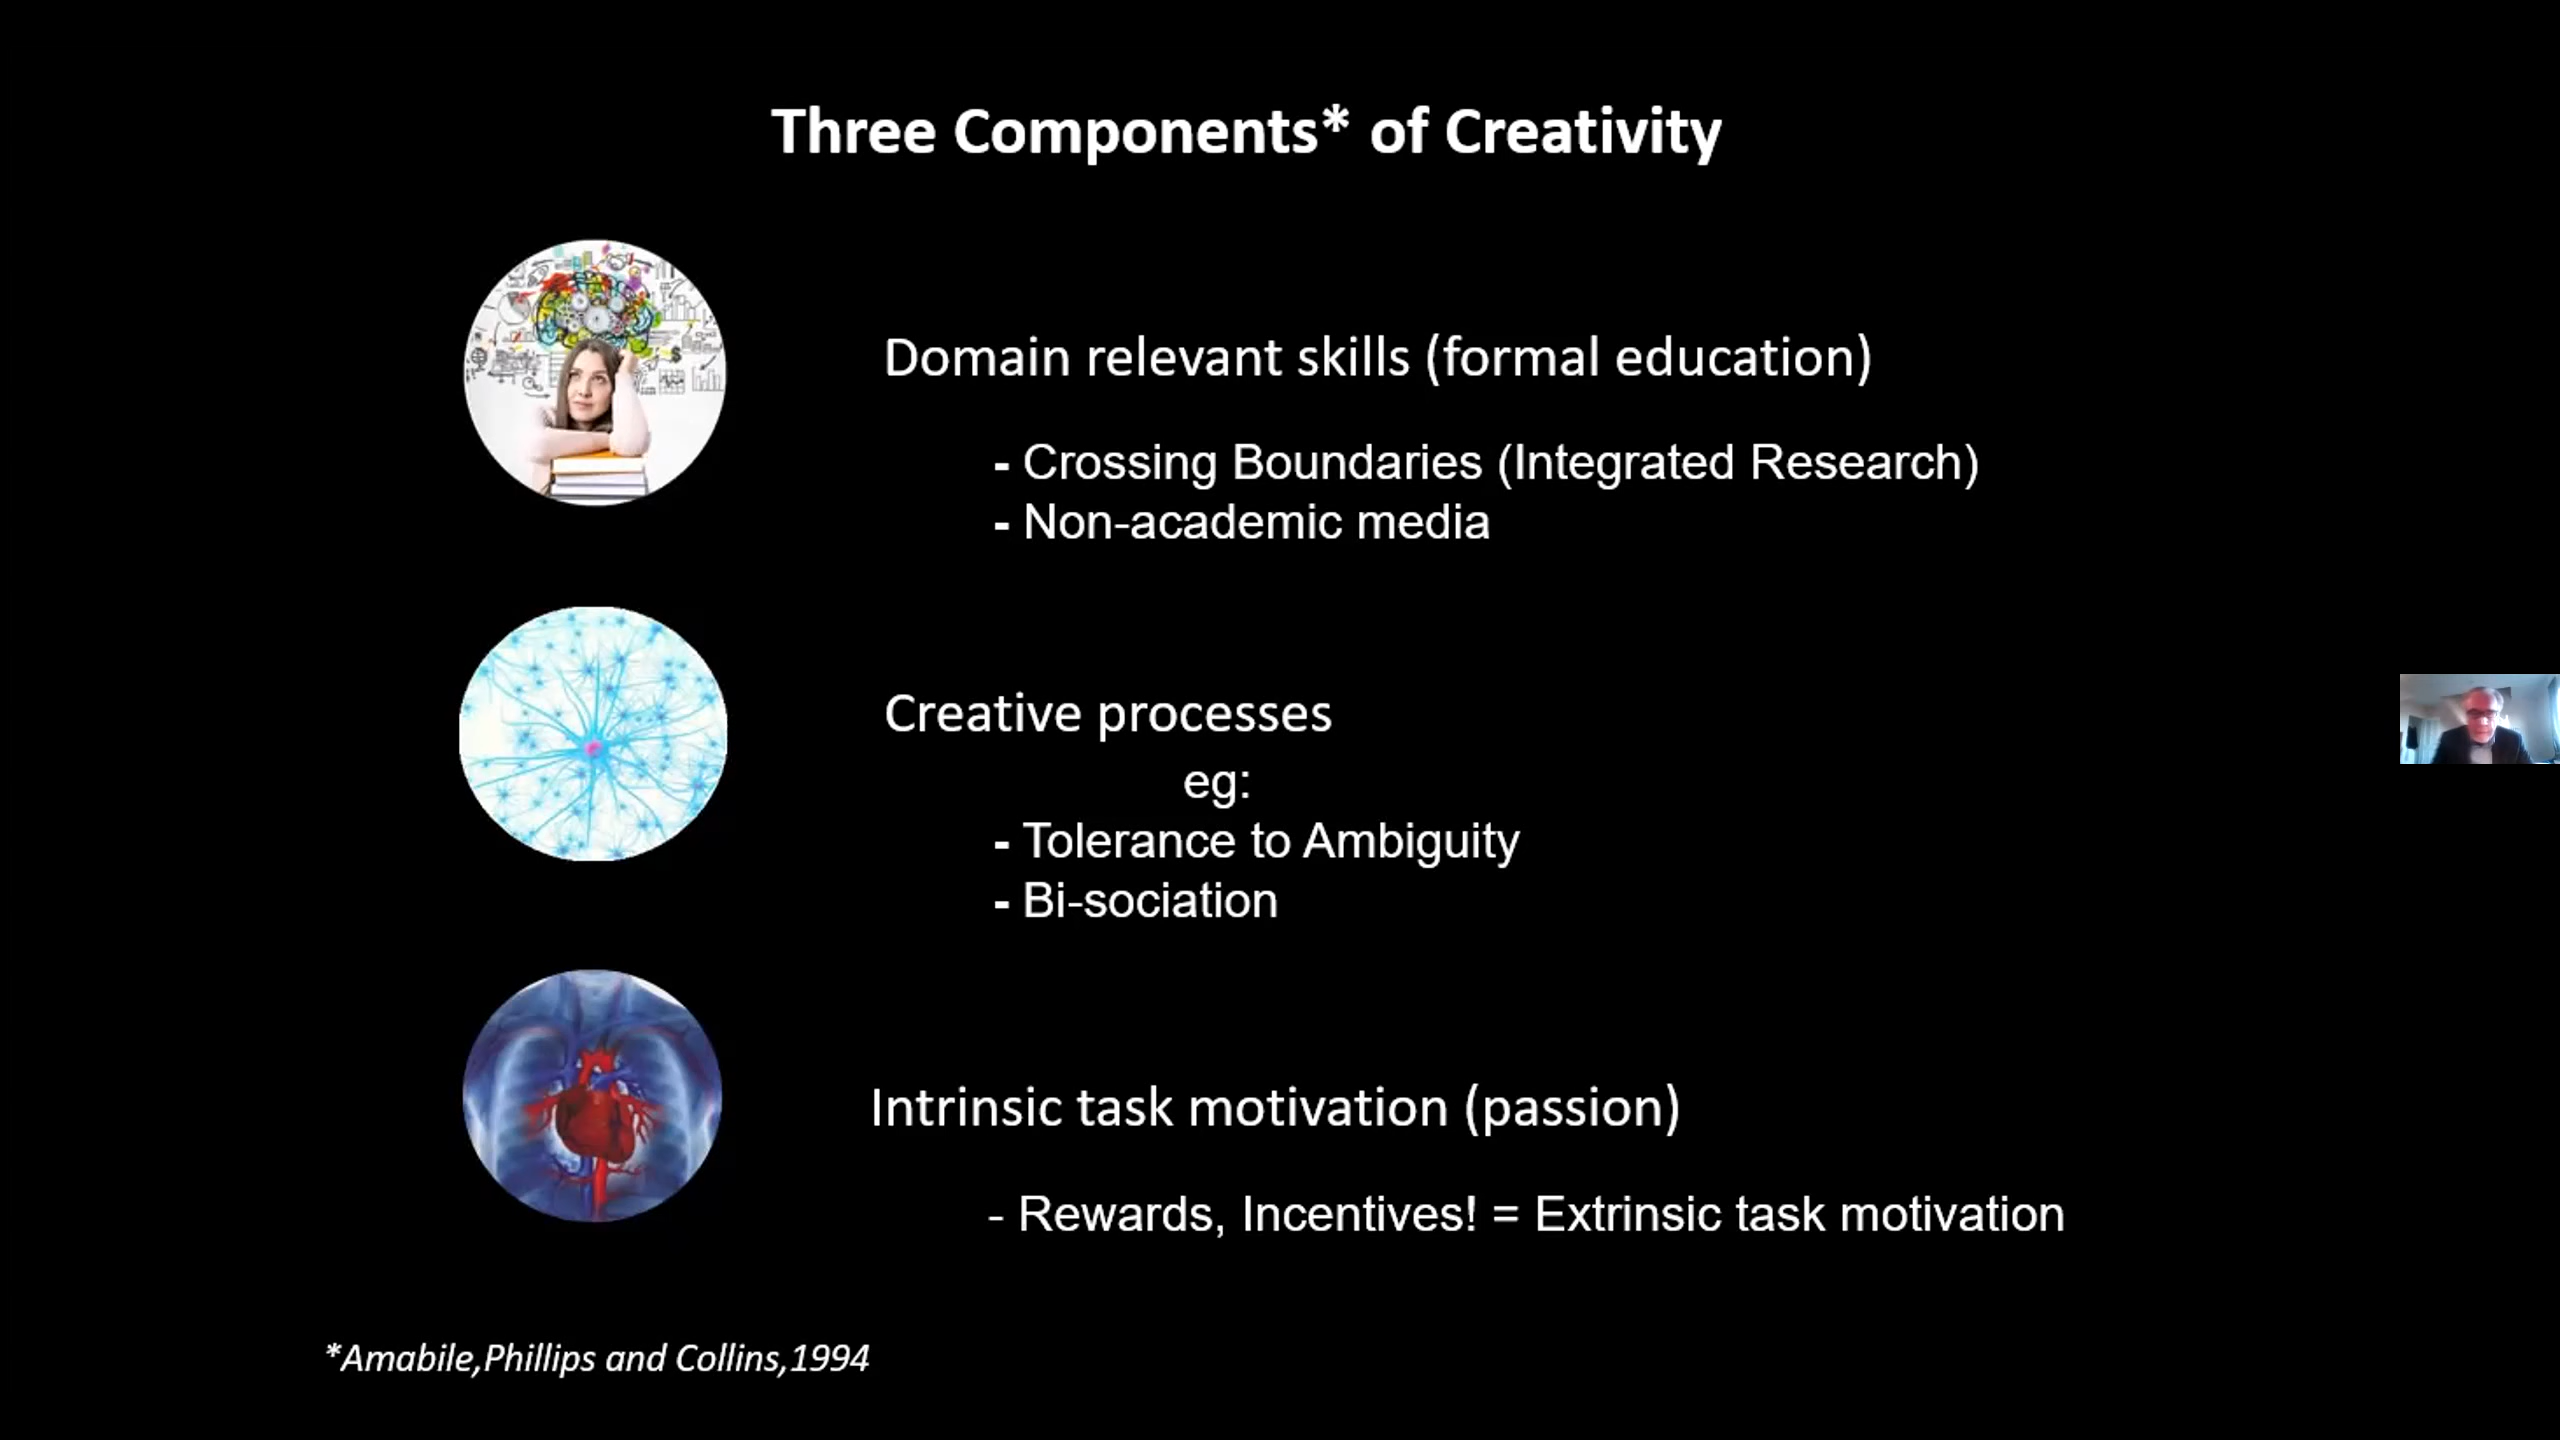 Three Components* of Creativity
Domain relevant skills (formal education)
- Crossing Boundaries (Integrated Research)
- Non-academic media
Creative processes
eg:
- Tolerance to Ambiguity
- Bi-sociation
Intrinsic task motivation (passion)
- Rewards, Incentives! = Extrinsic task motivation
*Amabile,Phillips and Collins,1994